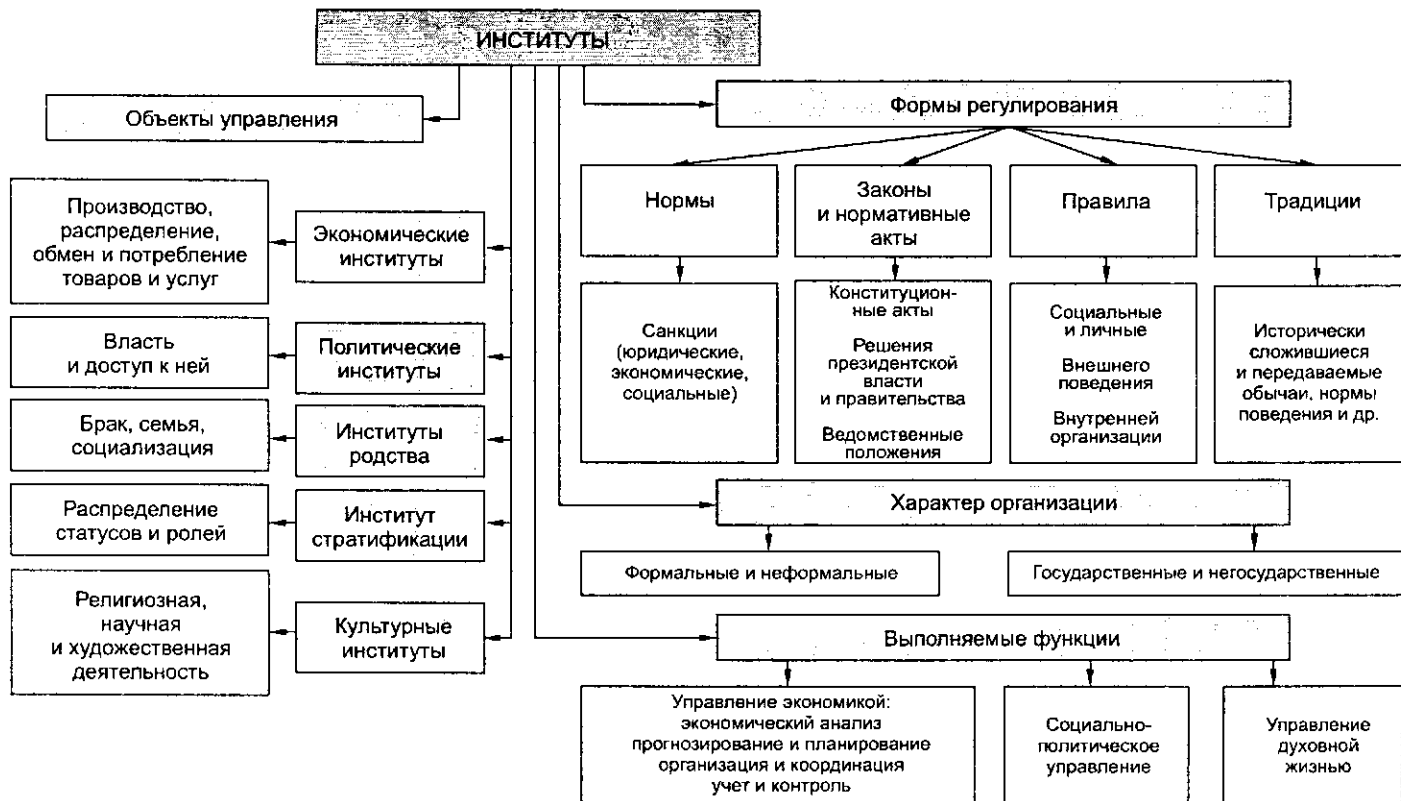 ИНСТИТУТЫ
Объекты управления
Производство,
распределение,
обмен и потребление
товаров и услуг
Экономические
институты
Власть
и доступ к ней
Политические
институты
Брак, семья,
социализация
Институты
родства
Распределение
статусов и ролей
Институт
стратификации
Религиозная,
научная
и художественная
деятельность
Культурные
институты
Формы регулирования
Нормы
Законы
и нормативные
акты
Правила
Традиции
Санкции
(юридические,
экономические,
социальные)
Конституцион-
ные акты
Решения
президентской
власти
и правительства
Ведомственные
положения
Социальные
и личные
Внешнего
поведения
Внутренней
организации
Исторически
сложившиеся
и передаваемые
обычаи, нормы
поведения и др.
Характер организации
Формальные и неформальные
Государственные и негосударственные
Выполняемые функции
Управление экономикой:
экономический анализ
прогнозирование и планирование
организация и координация
учет и контроль
Социально-
политическое
управление
Управление
духовной
жизнью